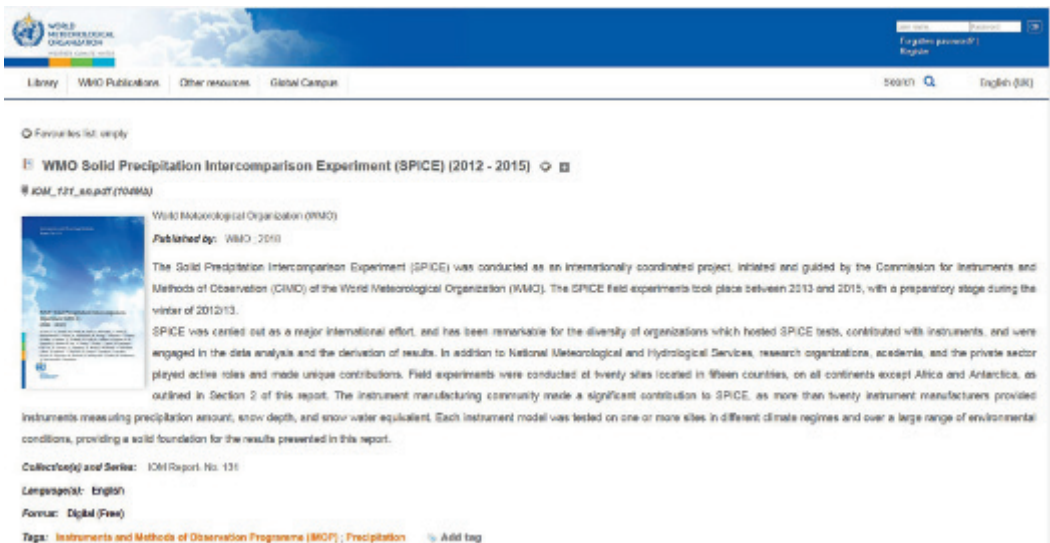 WORLD
METEOROLOGICAL
ORGANIZATION
WEATHER CLIMATE WATER
Forgotten password? |
Register
Library WMO Publications Other resources Global Campus Search English (UK)
Favourites list: empty
WMO Solid Precipitation Intercomparison Experiment (SPICE) (2012 - 2015)
IOM_131_en.pdf (104Mo)
World Meteorological Organization (WMO)
Published by: WMO ; 2018
The Solid Precipitation Intercomparison Experiment (SPICE) was conducted as an internationally coordinated project, initiated and guided by the Commission for Instruments and
Methods of Observation (CIMO) of the World Meteorological Organization (WMO). The SPICE field experiments took place between 2013 and 2015, with a preparatory stage during the
winter of 2012/13.
SPICE was carried out as a major international effort, and has been remarkable for the diversity of organizations which hosted SPICE tests, contributed with instruments, and were
engaged in the data analysis and the derivation of results. In addition to National Meteorological and Hydrological Services, research organizations, academia, and the private sector
played active roles and made unique contributions. Field experiments were conducted at twenty sites located in fifteen countries, on all continents except Africa and Antarctica, as
outlined in Section 2 of this report. The instrument manufacturing community made a significant contribution to SPICE, as more than twenty instrument manufacturers provided
instruments measuring precipitation amount, snow depth, and snow water equivalent. Each instrument model was tested on one or more sites in different climate regimes and over a large range of environmental
conditions, providing a solid foundation for the results presented in this report.
Collection(s) and Series: IOM Report- No. 131
Language(s): English
Format: Digital (Free)
Tags: Instruments and Methods of Observation Programme (IMOP) ; Precipitation Add tag